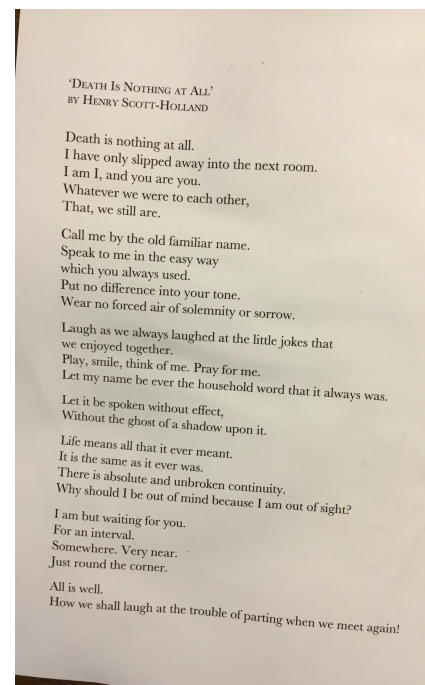 ‘DEATH IS NOTHING AT ALL’
BY HENRY SCOTT-HOLLAND
Death is nothing at all.
I have only slipped away into the next room.
I am I, and you are you.
Whatever we were to each other,
That, we still are.
Call me by the old familiar name.
Speak to me in the easy way
which you always used.
Put no difference into your tone.
Wear no forced air of solemnity or sorrow.
Laugh as we always laughed at the little jokes that
we enjoyed together.
Play, smile, think of me. Pray for me.
Let my name be ever the household word that it always was.
Let it be spoken without effect,
Without the ghost of a shadow upon it.
Life means all that it ever meant.
It is the same as it ever was.
There is absolute and unbroken continuity.
Why should I be out of mind because I am out of sight?
I am but waiting for you.
For an interval.
Somewhere. Very near.
Just round the corner.
All is well.
How we shall laugh at the trouble of parting when we meet again!